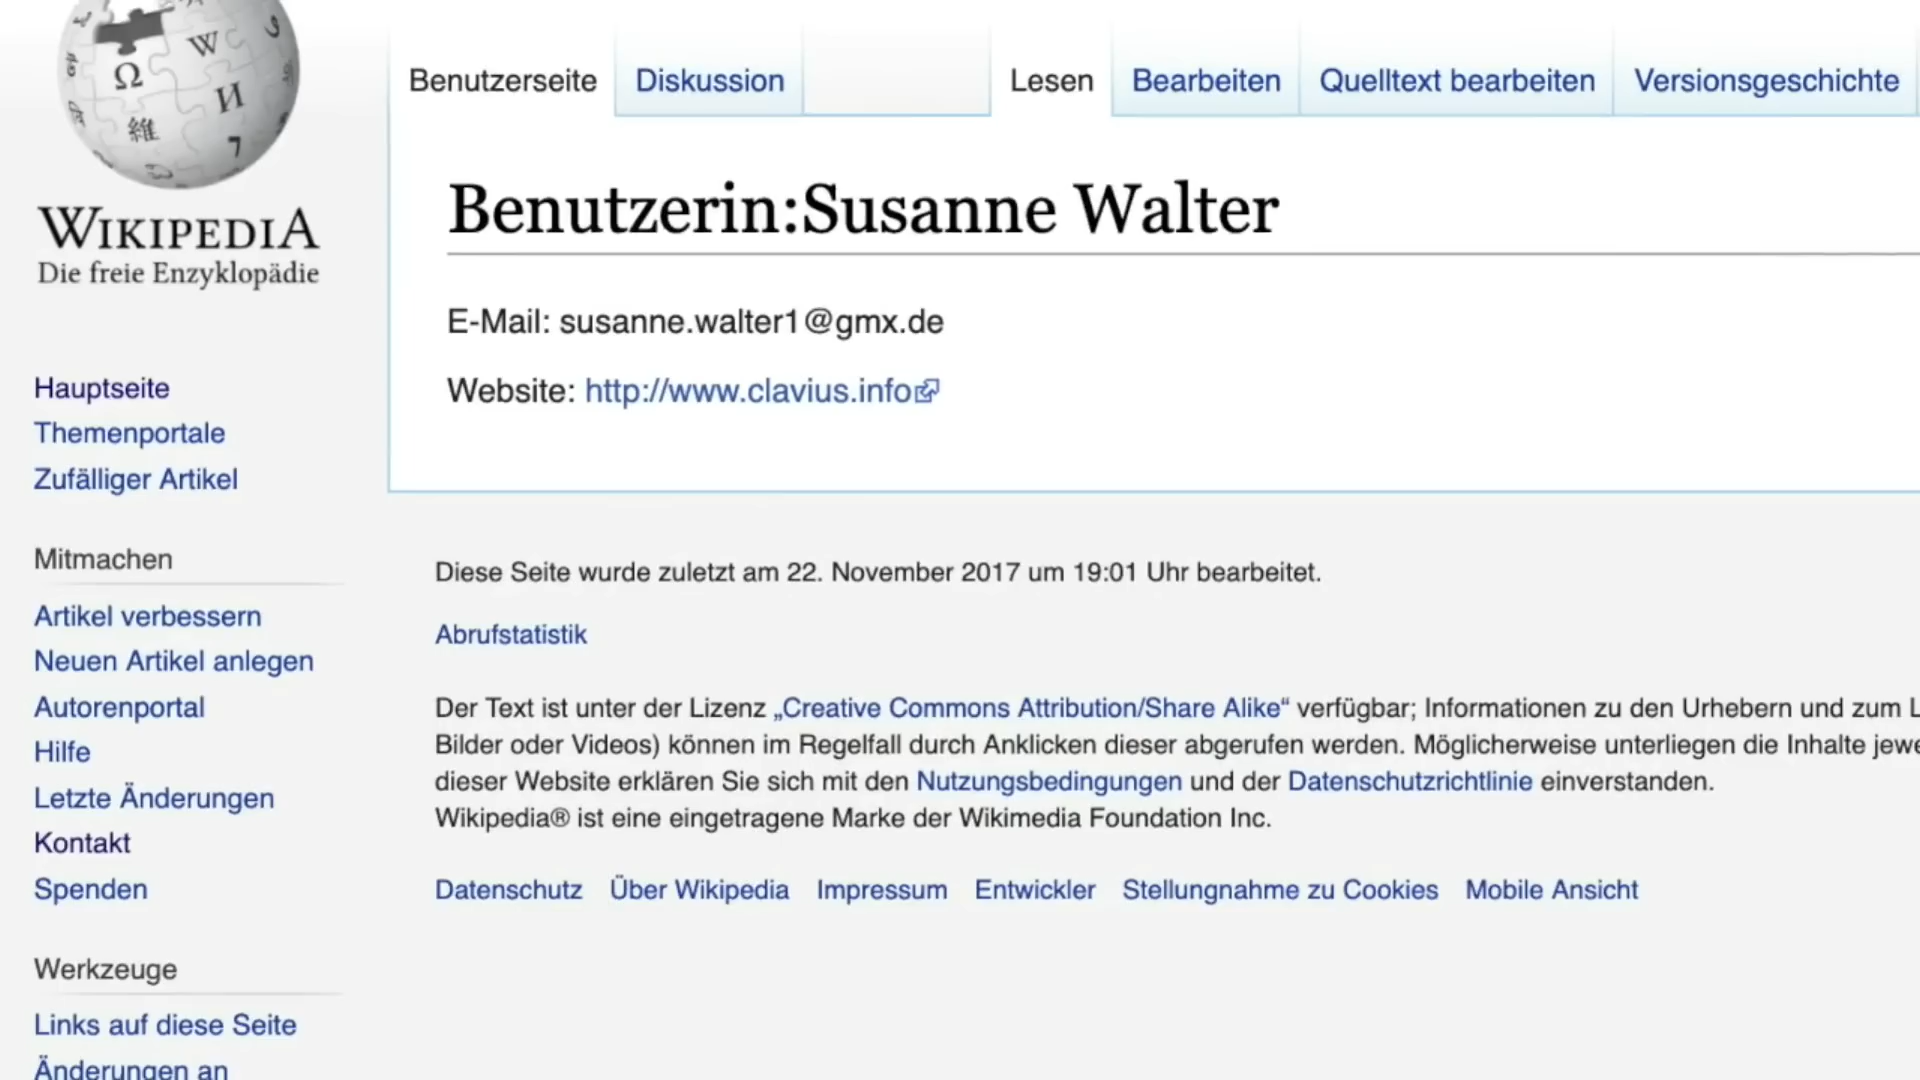 Benutzerseite Diskussion Lesen Bearbeiten Quelltext bearbeiten Versionsgeschichte
Ω W И 維 7
WIKIPEDIA
Die freie Enzyklopädie
Hauptseite
Themenportale
Zufälliger Artikel
Mitmachen
Artikel verbessern
Neuen Artikel anlegen
Autorenportal
Hilfe
Letzte Änderungen
Kontakt
Spenden
Werkzeuge
Links auf diese Seite
Änderungen an
Benutzerin:Susanne Walter
E-Mail: susanne.walter1@gmx.de
Website: http://www.clavius.info
Diese Seite wurde zuletzt am 22. November 2017 um 19:01 Uhr bearbeitet.
Abrufstatistik
Der Text ist unter der Lizenz „Creative Commons Attribution/Share Alike“ verfügbar; Informationen zu den Urhebern und zum L
Bilder oder Videos) können im Regelfall durch Anklicken dieser abgerufen werden. Möglicherweise unterliegen die Inhalte jewe
dieser Website erklären Sie sich mit den Nutzungsbedingungen und der Datenschutzrichtlinie einverstanden.
Wikipedia® ist eine eingetragene Marke der Wikimedia Foundation Inc.
Datenschutz Über Wikipedia Impressum Entwickler Stellungnahme zu Cookies Mobile Ansicht